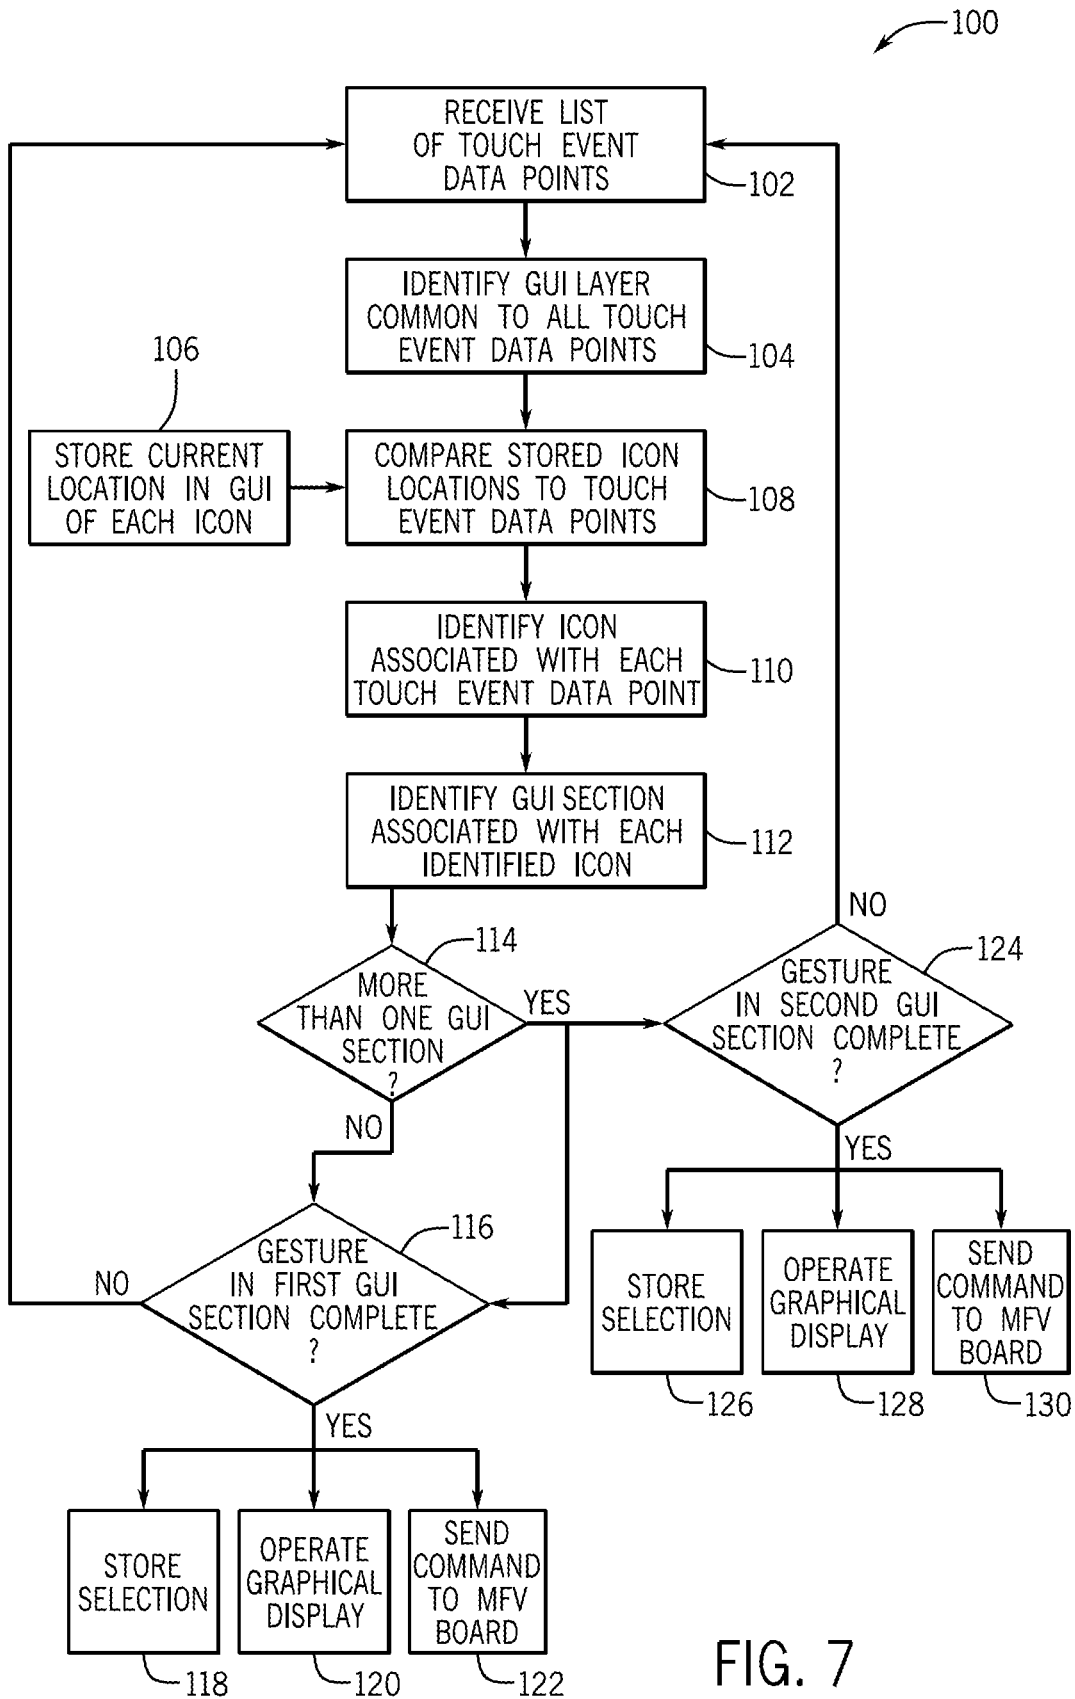 100
RECEIVE LIST
OF TOUCH EVENT
DATA POINTS
102
IDENTIFY GUI LAYER
COMMON TO ALL TOUCH
EVENT DATA POINTS
104
106
STORE CURRENT
LOCATION IN GUI
OF EACH ICON
COMPARE STORED ICON
LOCATIONS TO TOUCH
EVENT DATA POINTS
108
IDENTIFY ICON
ASSOCIATED WITH EACH
TOUCH EVENT DATA POINT
110
IDENTIFY GUI SECTION
ASSOCIATED WITH EACH
IDENTIFIED ICON
112
114
MORE
THAN ONE GUI
SECTION
?
YES
NO
NO
124
GESTURE
IN SECOND GUI
SECTION COMPLETE
?
YES
116
GESTURE
IN FIRST GUI
SECTION COMPLETE
?
NO
YES
STORE
SELECTION
126
OPERATE
GRAPHICAL
DISPLAY
128
SEND
COMMAND
TO MFV
BOARD
130
STORE
SELECTION
118
OPERATE
GRAPHICAL
DISPLAY
120
SEND
COMMAND
TO MFV
BOARD
122
FIG. 7